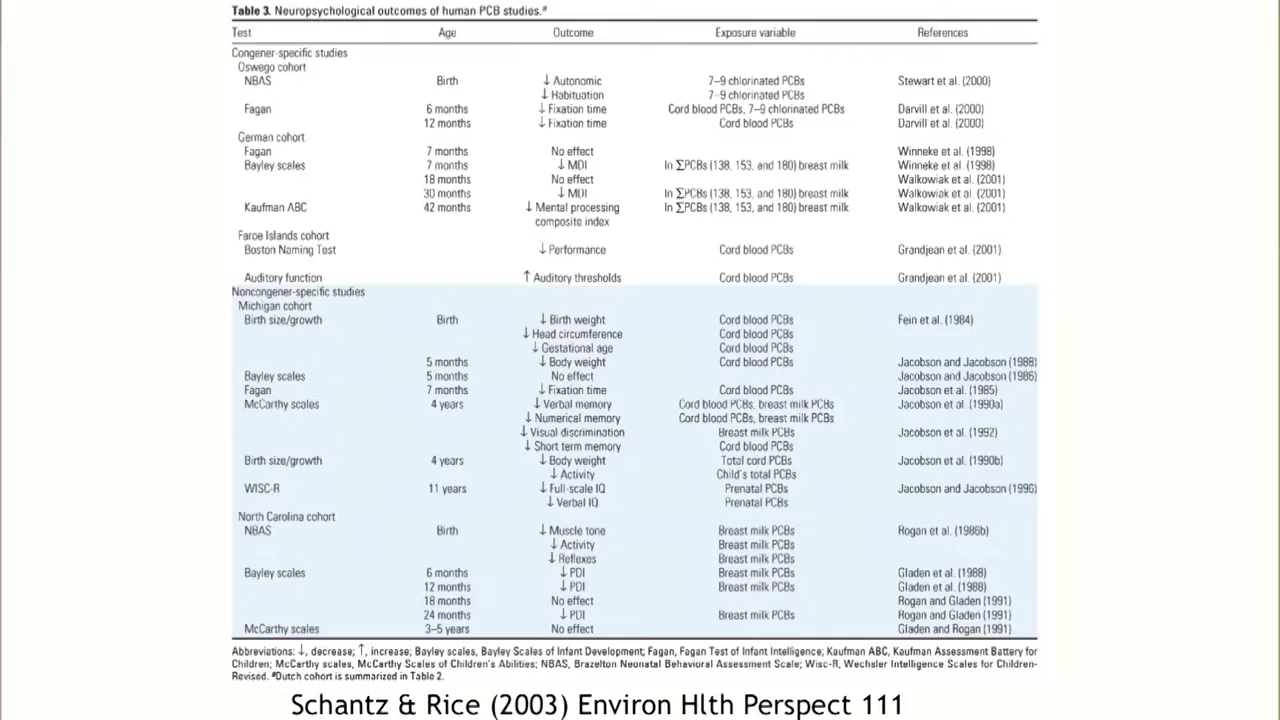 Table 3. Neuropsychological outcomes of human PCB studies.ª
Test Age Outcome Exposure variable References
Congener-specific studies
Oswego cohort
NBAS Birth ↓ Autonomic 7–9 chlorinated PCBs Stewart et al. (2000)
↓ Habituation 7–9 chlorinated PCBs
Fagan 6 months ↓ Fixation time Cord blood PCBs, 7–9 chlorinated PCBs Darvill et al. (2000)
12 months ↓ Fixation time Cord blood PCBs Darvill et al. (2000)
German cohort
Fagan 7 months No effect Winneke et al. (1998)
Bayley scales 7 months ↓ MDI ln ΣPCBs (138, 153, and 180) breast milk Winneke et al. (1998)
18 months No effect Walkowiak et al. (2001)
30 months ↓ MDI ln ΣPCBs (138, 153, and 180) breast milk Walkowiak et al. (2001)
Kaufman ABC 42 months ↓ Mental processing ln ΣPCBs (138, 153, and 180) breast milk Walkowiak et al. (2001)
composite index
Faroe Islands cohort
Boston Naming Test ↓ Performance Cord blood PCBs Grandjean et al. (2001)
Auditory function ↑ Auditory thresholds Cord blood PCBs Grandjean et al. (2001)
Noncongener-specific studies
Michigan cohort
Birth size/growth Birth ↓ Birth weight Cord blood PCBs Fein et al. (1984)
↓ Head circumference Cord blood PCBs
↓ Gestational age Cord blood PCBs
5 months ↓ Body weight Cord blood PCBs Jacobson and Jacobson (1988)
Bayley scales 5 months No effect Jacobson and Jacobson (1986)
Fagan 7 months ↓ Fixation time Cord blood PCBs Jacobson et al. (1985)
McCarthy scales 4 years ↓ Verbal memory Cord blood PCBs, breast milk PCBs Jacobson et al. (1990a)
↓ Numerical memory Cord blood PCBs, breast milk PCBs
↓ Visual discrimination Breast milk PCBs Jacobson et al. (1992)
↓ Short term memory Cord blood PCBs
Birth size/growth 4 years ↓ Body weight Total cord PCBs Jacobson et al. (1990b)
↓ Activity Child's total PCBs
WISC-R 11 years ↓ Full-scale IQ Prenatal PCBs Jacobson and Jacobson (1996)
↓ Verbal IQ Prenatal PCBs
North Carolina cohort
NBAS Birth ↓ Muscle tone Breast milk PCBs Rogan et al. (1986b)
↓ Activity Breast milk PCBs
↓ Reflexes Breast milk PCBs
Bayley scales 6 months ↓ PDI Breast milk PCBs Gladen et al. (1988)
12 months ↓ PDI Breast milk PCBs Gladen et al. (1988)
18 months No effect Rogan and Gladen (1991)
24 months ↓ PDI Breast milk PCBs Rogan and Gladen (1991)
McCarthy scales 3–5 years No effect Gladen and Rogan (1991)
Abbreviations: ↓, decrease; ↑, increase; Bayley scales, Bayley Scales of Infant Development; Fagan, Fagan Test of Infant Intelligence; Kaufman ABC, Kaufman Assessment Battery for
Children; McCarthy scales, McCarthy Scales of Children's Abilities; NBAS, Brazelton Neonatal Behavioral Assessment Scale; Wisc-R, Wechsler Intelligence Scales for Children-
Revised. ªDutch cohort is summarized in Table 2.
Schantz & Rice (2003) Environ Hlth Perspect 111